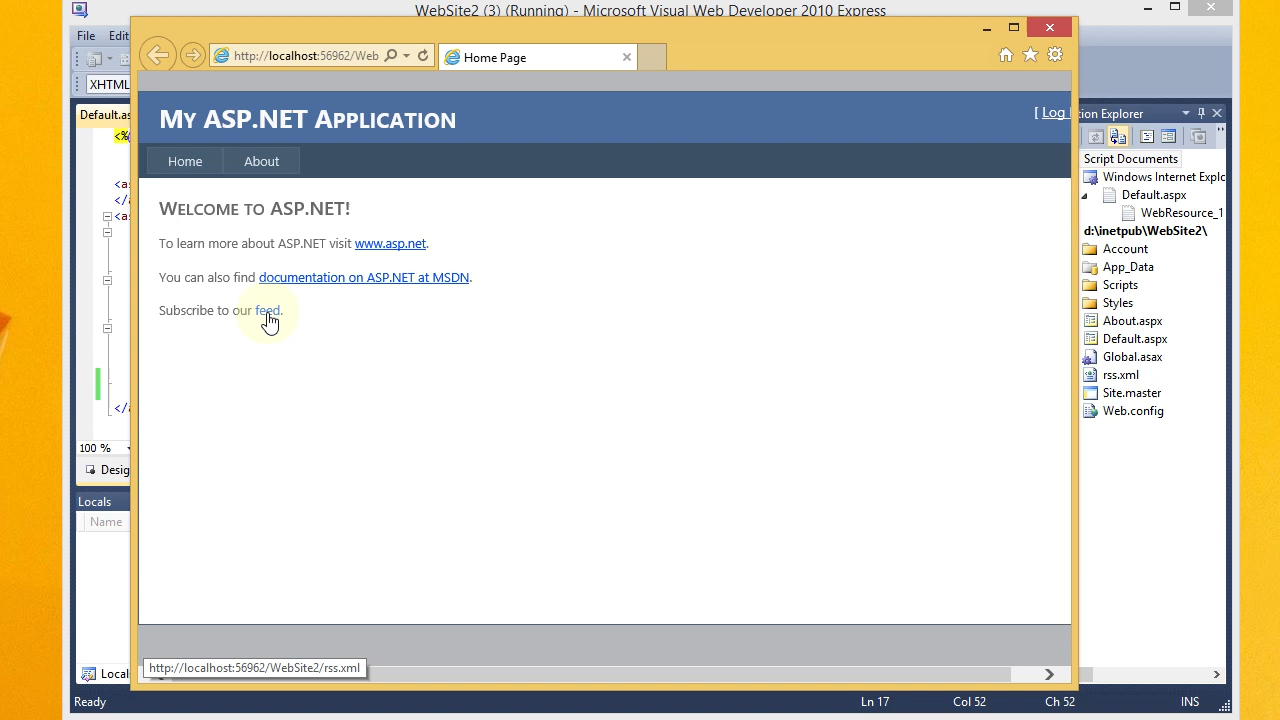 WebSite2 (3) (Running) - Microsoft Visual Web Developer 2010 Express
File Edit
http://localhost:56962/Web
Home Page
XHTML
Default.as
MY ASP.NET APPLICATION
[ Log
Home About
WELCOME TO ASP.NET!
To learn more about ASP.NET visit www.asp.net.
You can also find documentation on ASP.NET at MSDN.
Subscribe to our feed.
<%
<as
</
<as
</a
100 %
Desig
Locals
Name
Local
http://localhost:56962/WebSite2/rss.xml
tion Explorer
Script Documents
Windows Internet Explc
Default.aspx
WebResource_1
d:\inetpub\WebSite2\
Account
App_Data
Scripts
Styles
About.aspx
Default.aspx
Global.asax
rss.xml
Site.master
Web.config
Ready Ln 17 Col 52 Ch 52 INS